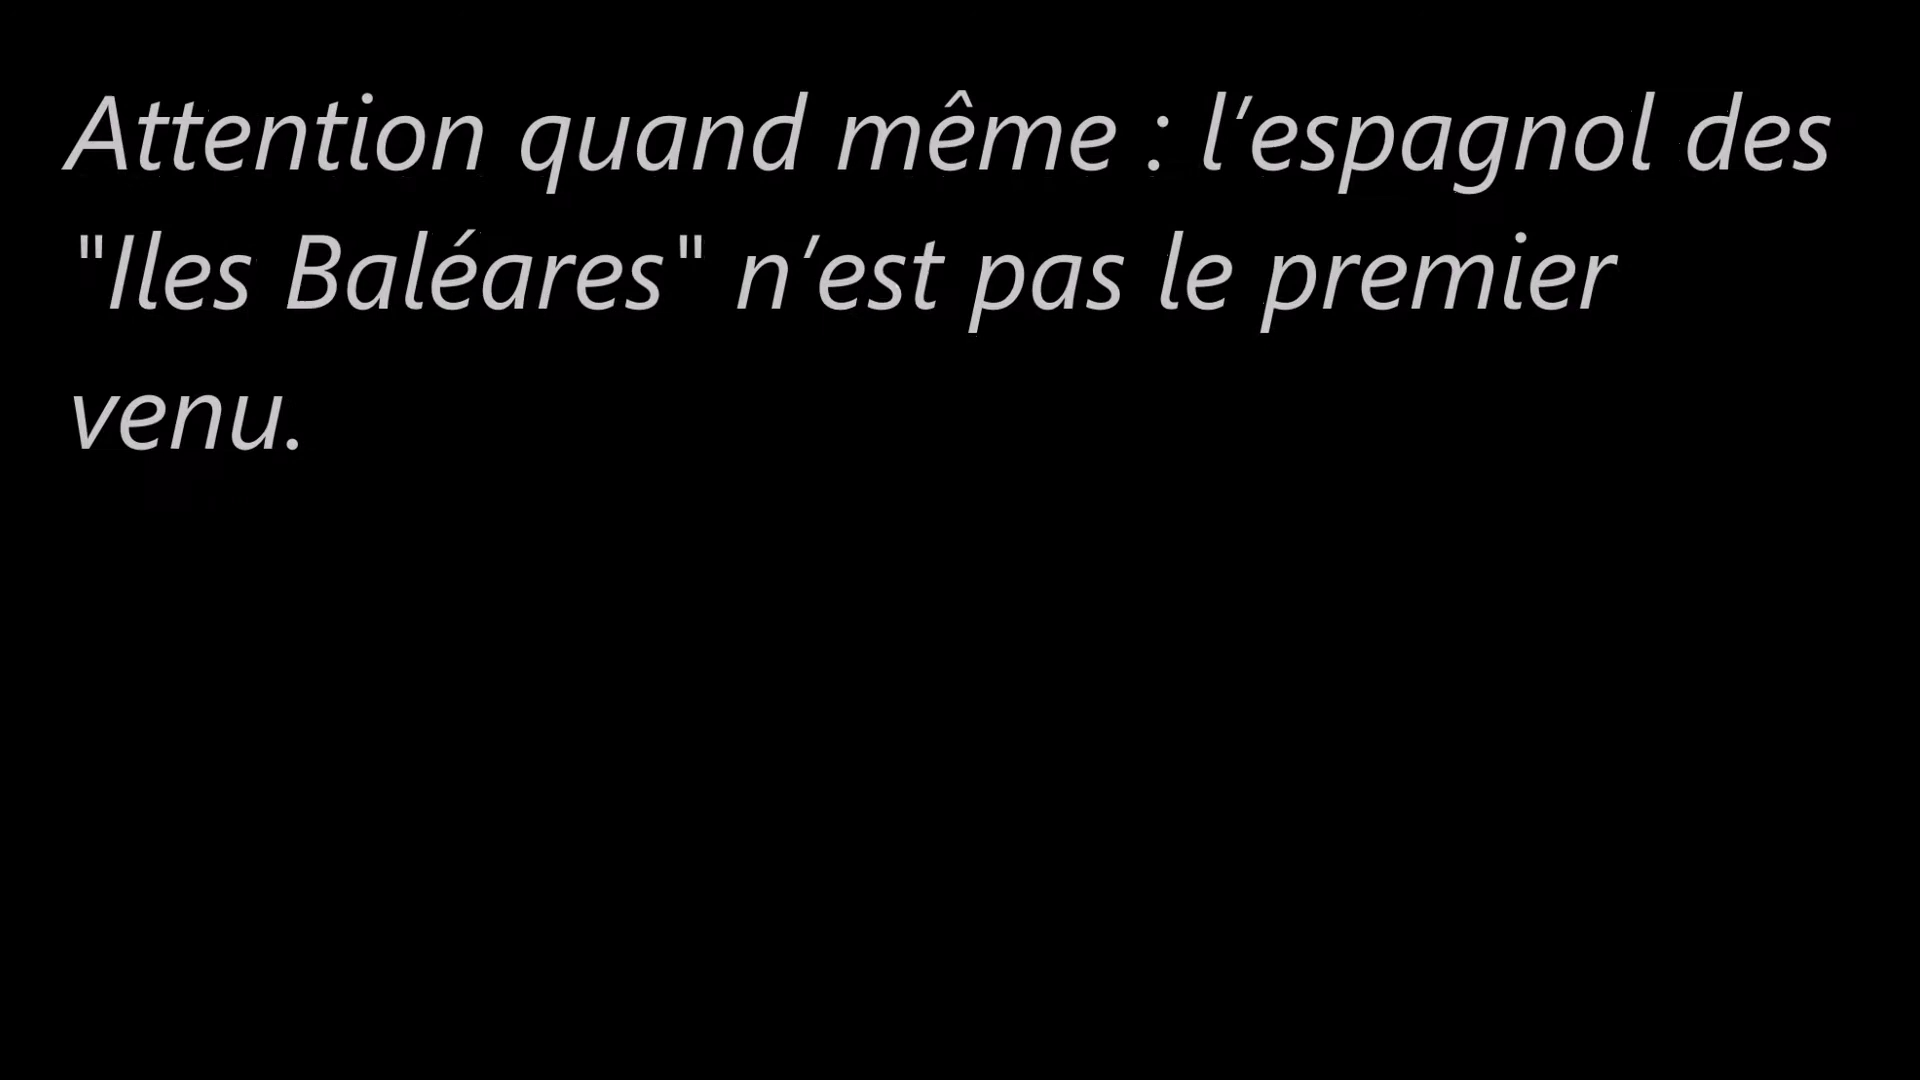 Attention quand même : l’espagnol des
"Iles Baléares" n’est pas le premier
venu.